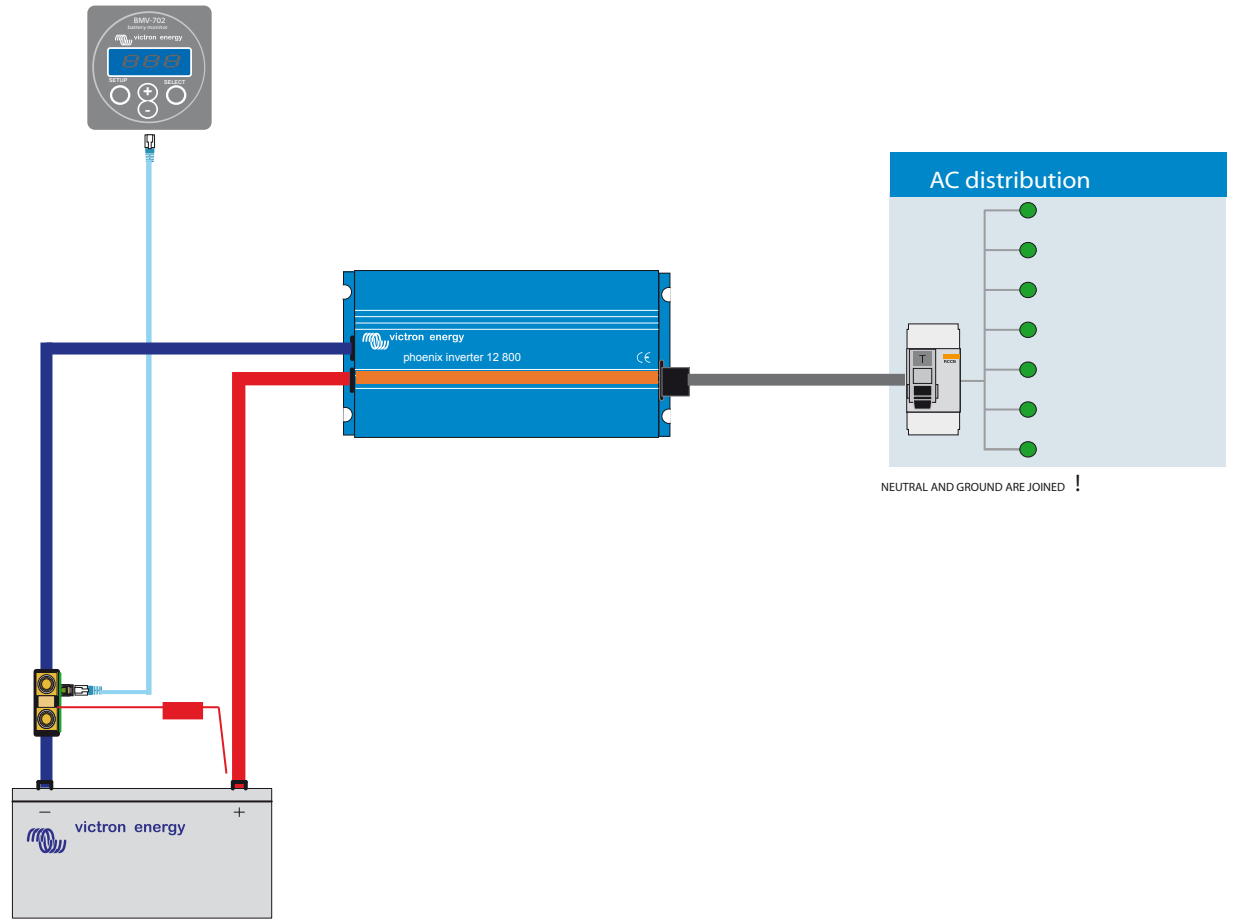 BMV-702
battery monitor
victron energy
888
SETUP
SELECT
+
-
AC distribution
victron energy
phoenix inverter 12 800
CE
T
RCCB
NEUTRAL AND GROUND ARE JOINED !
− +
victron energy